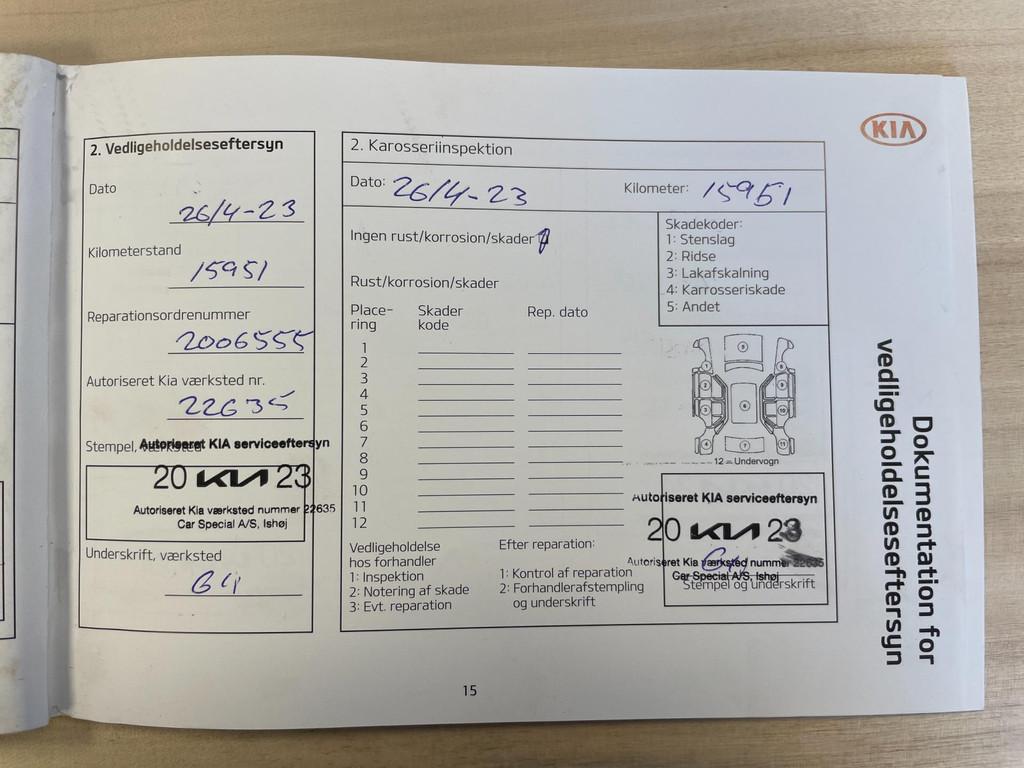 KIA
2. Vedligeholdelseseftersyn
Dato
26/4-23
Kilometerstand
15951
Reparationsordrenummer
2006555
Autoriseret Kia værksted nr.
22635
Stempel, værksted
Autoriseret KIA serviceeftersyn
20 KIA 23
Autoriseret Kia værksted nummer 22635
Car Special A/S, Ishøj
Underskrift, værksted
2. Karosseriinspektion
Dato: 26/4-23 Kilometer: 15951
Ingen rust/korrosion/skader
Skadekoder:
1: Stenslag
2: Ridse
3: Lakafskalning
4: Karrosseriskade
5: Andet
Rust/korrosion/skader
Place-
ring
Skader
kode
Rep. dato
1
2
3
4
5
6
7
8
9
10
11
12
12 – Undervogn
Vedligeholdelse
hos forhandler
1: Inspektion
2: Notering af skade
3: Evt. reparation
Efter reparation:
1: Kontrol af reparation
2: Forhandlerafstempling
og underskrift
Autoriseret KIA serviceeftersyn
20 KIA 23
Autoriseret Kia værksted nummer 22635
Car Special A/S, Ishøj
Stempel og underskrift
Dokumentation for
vedligeholdelseseftersyn
15